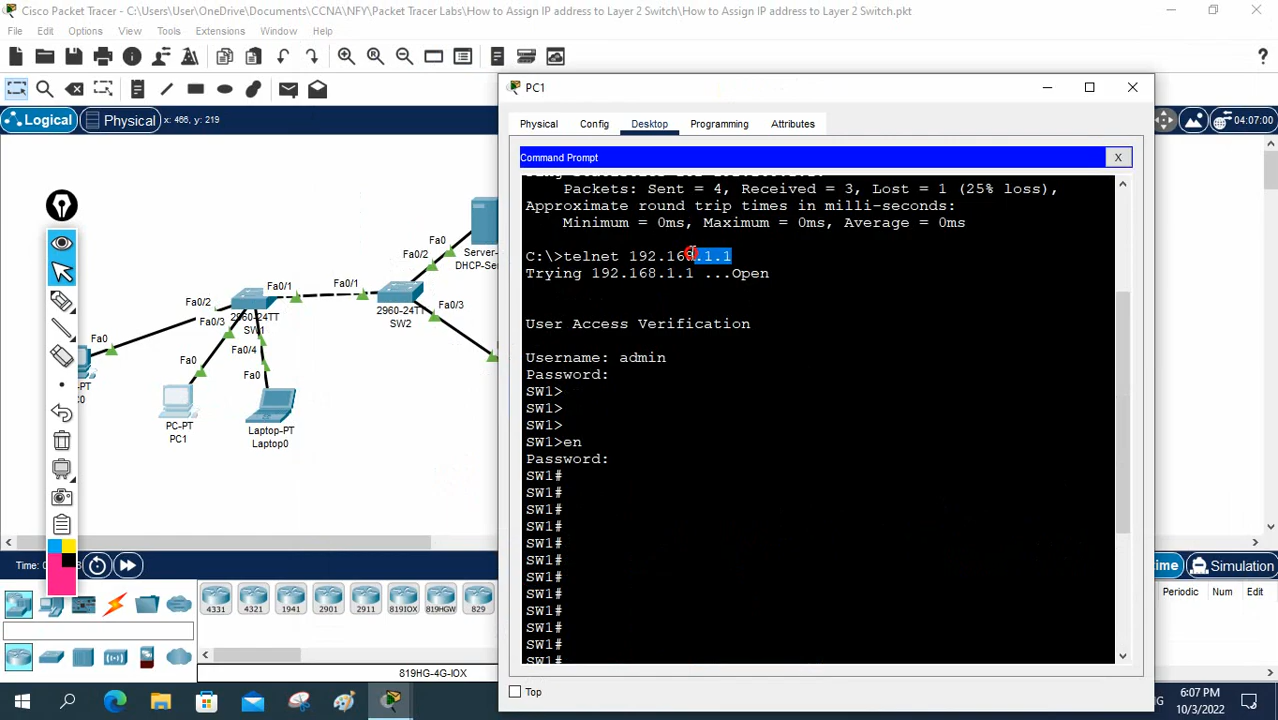 Cisco Packet Tracer - C:\Users\User\OneDrive\Documents\CCNA\NFY\Packet Tracer Labs\How to Assign IP address to Layer 2 Switch\How to Assign IP address to Layer 2 Switch.pkt
File Edit Options View Tools Extensions Window Help
Logical Physical x: 466, y: 219 04:07:00
PC1
Physical Config Desktop Programming Attributes
Command Prompt X
Packets: Sent = 4, Received = 3, Lost = 1 (25% loss),
Approximate round trip times in milli-seconds:
Minimum = 0ms, Maximum = 0ms, Average = 0ms
C:\>telnet 192.168.1.1
Trying 192.168.1.1 ...Open
User Access Verification
Username: admin
Password:
SW1>
SW1>
SW1>
SW1>en
Password:
SW1#
SW1#
SW1#
SW1#
SW1#
SW1#
SW1#
SW1#
SW1#
SW1#
SW1#
SW1#
Top
Fa0
Server-
DHCP-Se
Fa0/2
Fa0/1
Fa0/1
Fa0/2
Fa0/3
2960-24TT
SW1
2960-24TT
SW2
Fa0/3
Fa0/4
Fa0
Fa0
Fa0
-PT
0
PC-PT
PC1
Laptop-PT
Laptop0
Time: 0
time Simulation
Periodic Num Edit
4331 4321 1941 2901 2911 819IOX 819HGW 829
819HG-4G-IOX
6:07 PM
10/3/2022